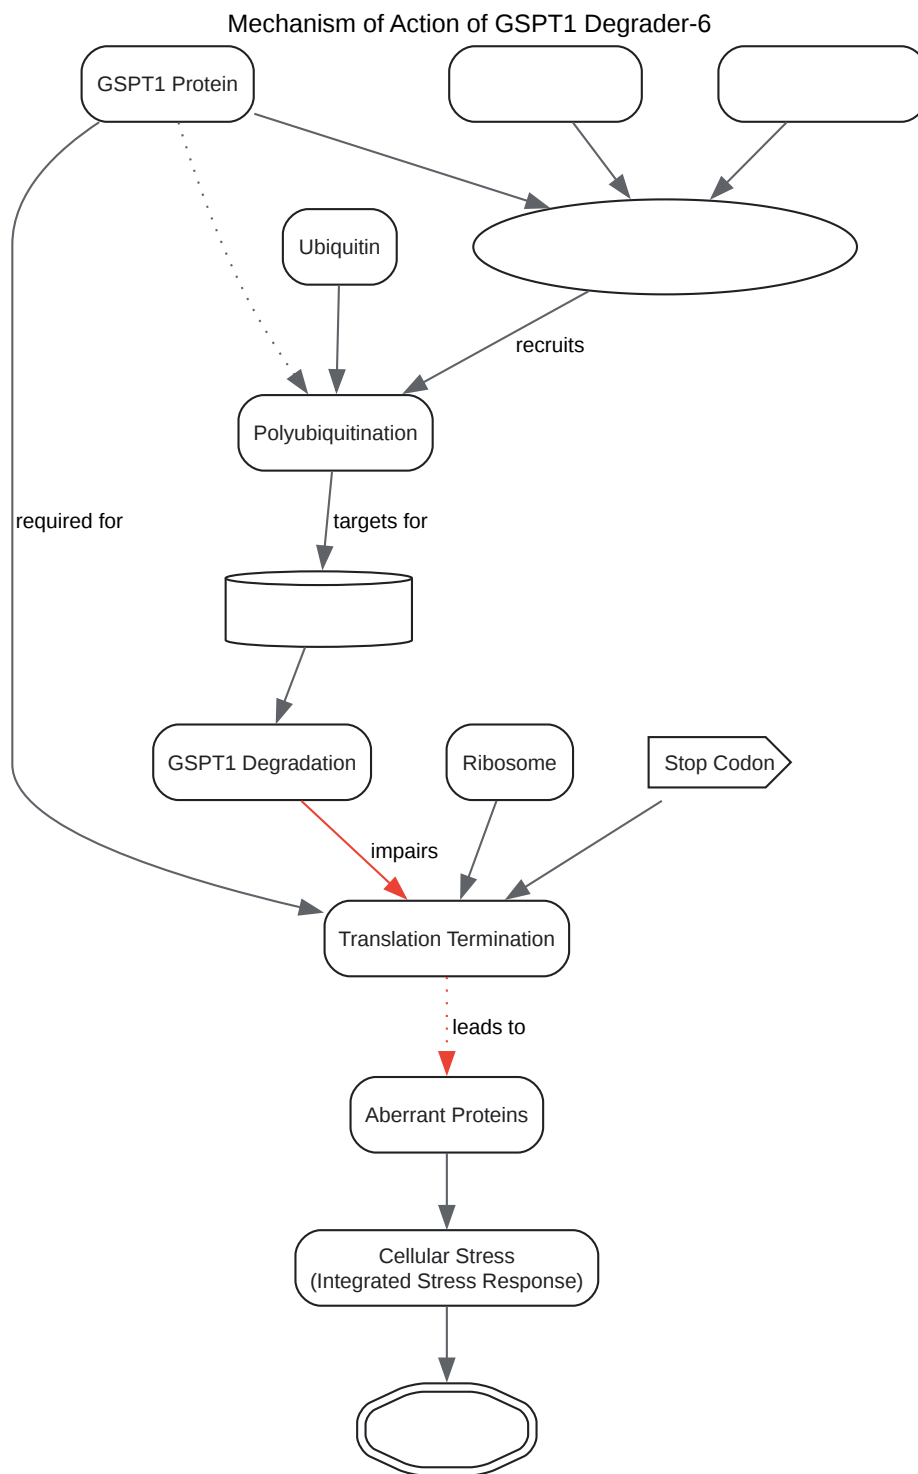 Mechanism of Action of GSPT1 Degrader-6
GSPT1 Protein
Ubiquitin
recruits
Polyubiquitination
required for
targets for
GSPT1 Degradation
Ribosome
Stop Codon
impairs
Translation Termination
leads to
Aberrant Proteins
Cellular Stress
(Integrated Stress Response)